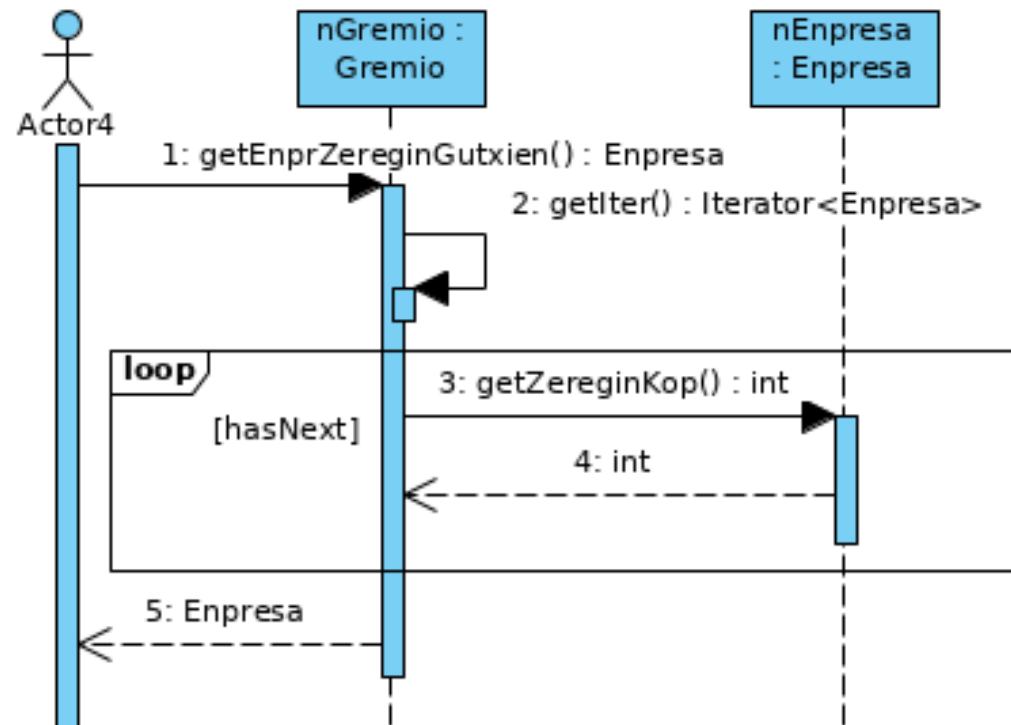 nGremio :
Gremio
nEnpresa
: Enpresa
Actor4
1: getEnprZereginGutxien() : Enpresa
2: getIter() : Iterator<Enpresa>
loop
3: getZereginKop() : int
[hasNext]
4: int
5: Enpresa